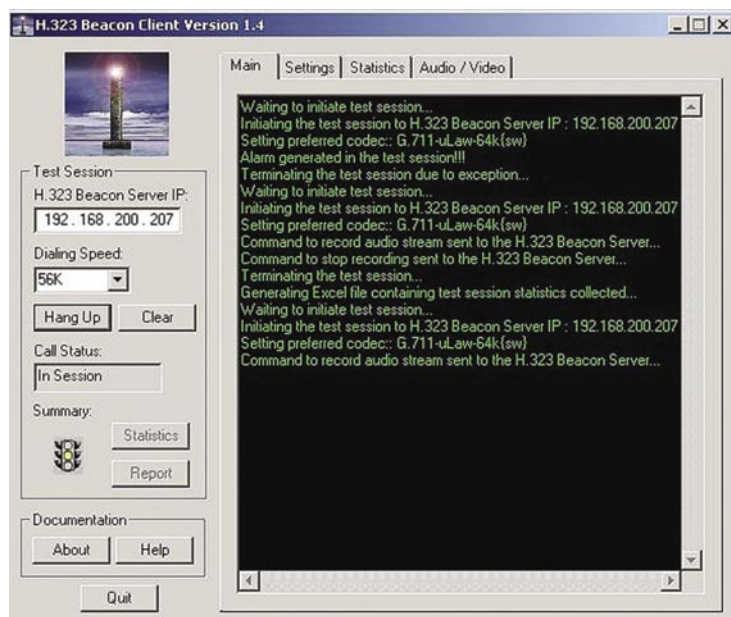 H.323 Beacon Client Version 1.4
Main
Settings
Statistics
Audio / Video
Test Session
H.323 Beacon Server IP:
192 . 168 . 200 . 207
Dialing Speed:
56K
Hang Up
Clear
Call Status:
In Session
Summary:
Statistics
Report
Documentation
About
Help
Quit
Waiting to initiate test session...
Initiating the test session to H.323 Beacon Server IP : 192.168.200.207
Setting preferred codec:: G.711-uLaw-64k{sw}
Alarm generated in the test session!!!
Terminating the test session due to exception...
Waiting to initiate test session...
Initiating the test session to H.323 Beacon Server IP : 192.168.200.207
Setting preferred codec:: G.711-uLaw-64k{sw}
Command to record audio stream sent to the H.323 Beacon Server...
Command to stop recording sent to the H.323 Beacon Server...
Terminating the test session...
Generating Excel file containing test session statistics collected...
Waiting to initiate test session...
Initiating the test session to H.323 Beacon Server IP : 192.168.200.207
Setting preferred codec:: G.711-uLaw-64k{sw}
Command to record audio stream sent to the H.323 Beacon Server...